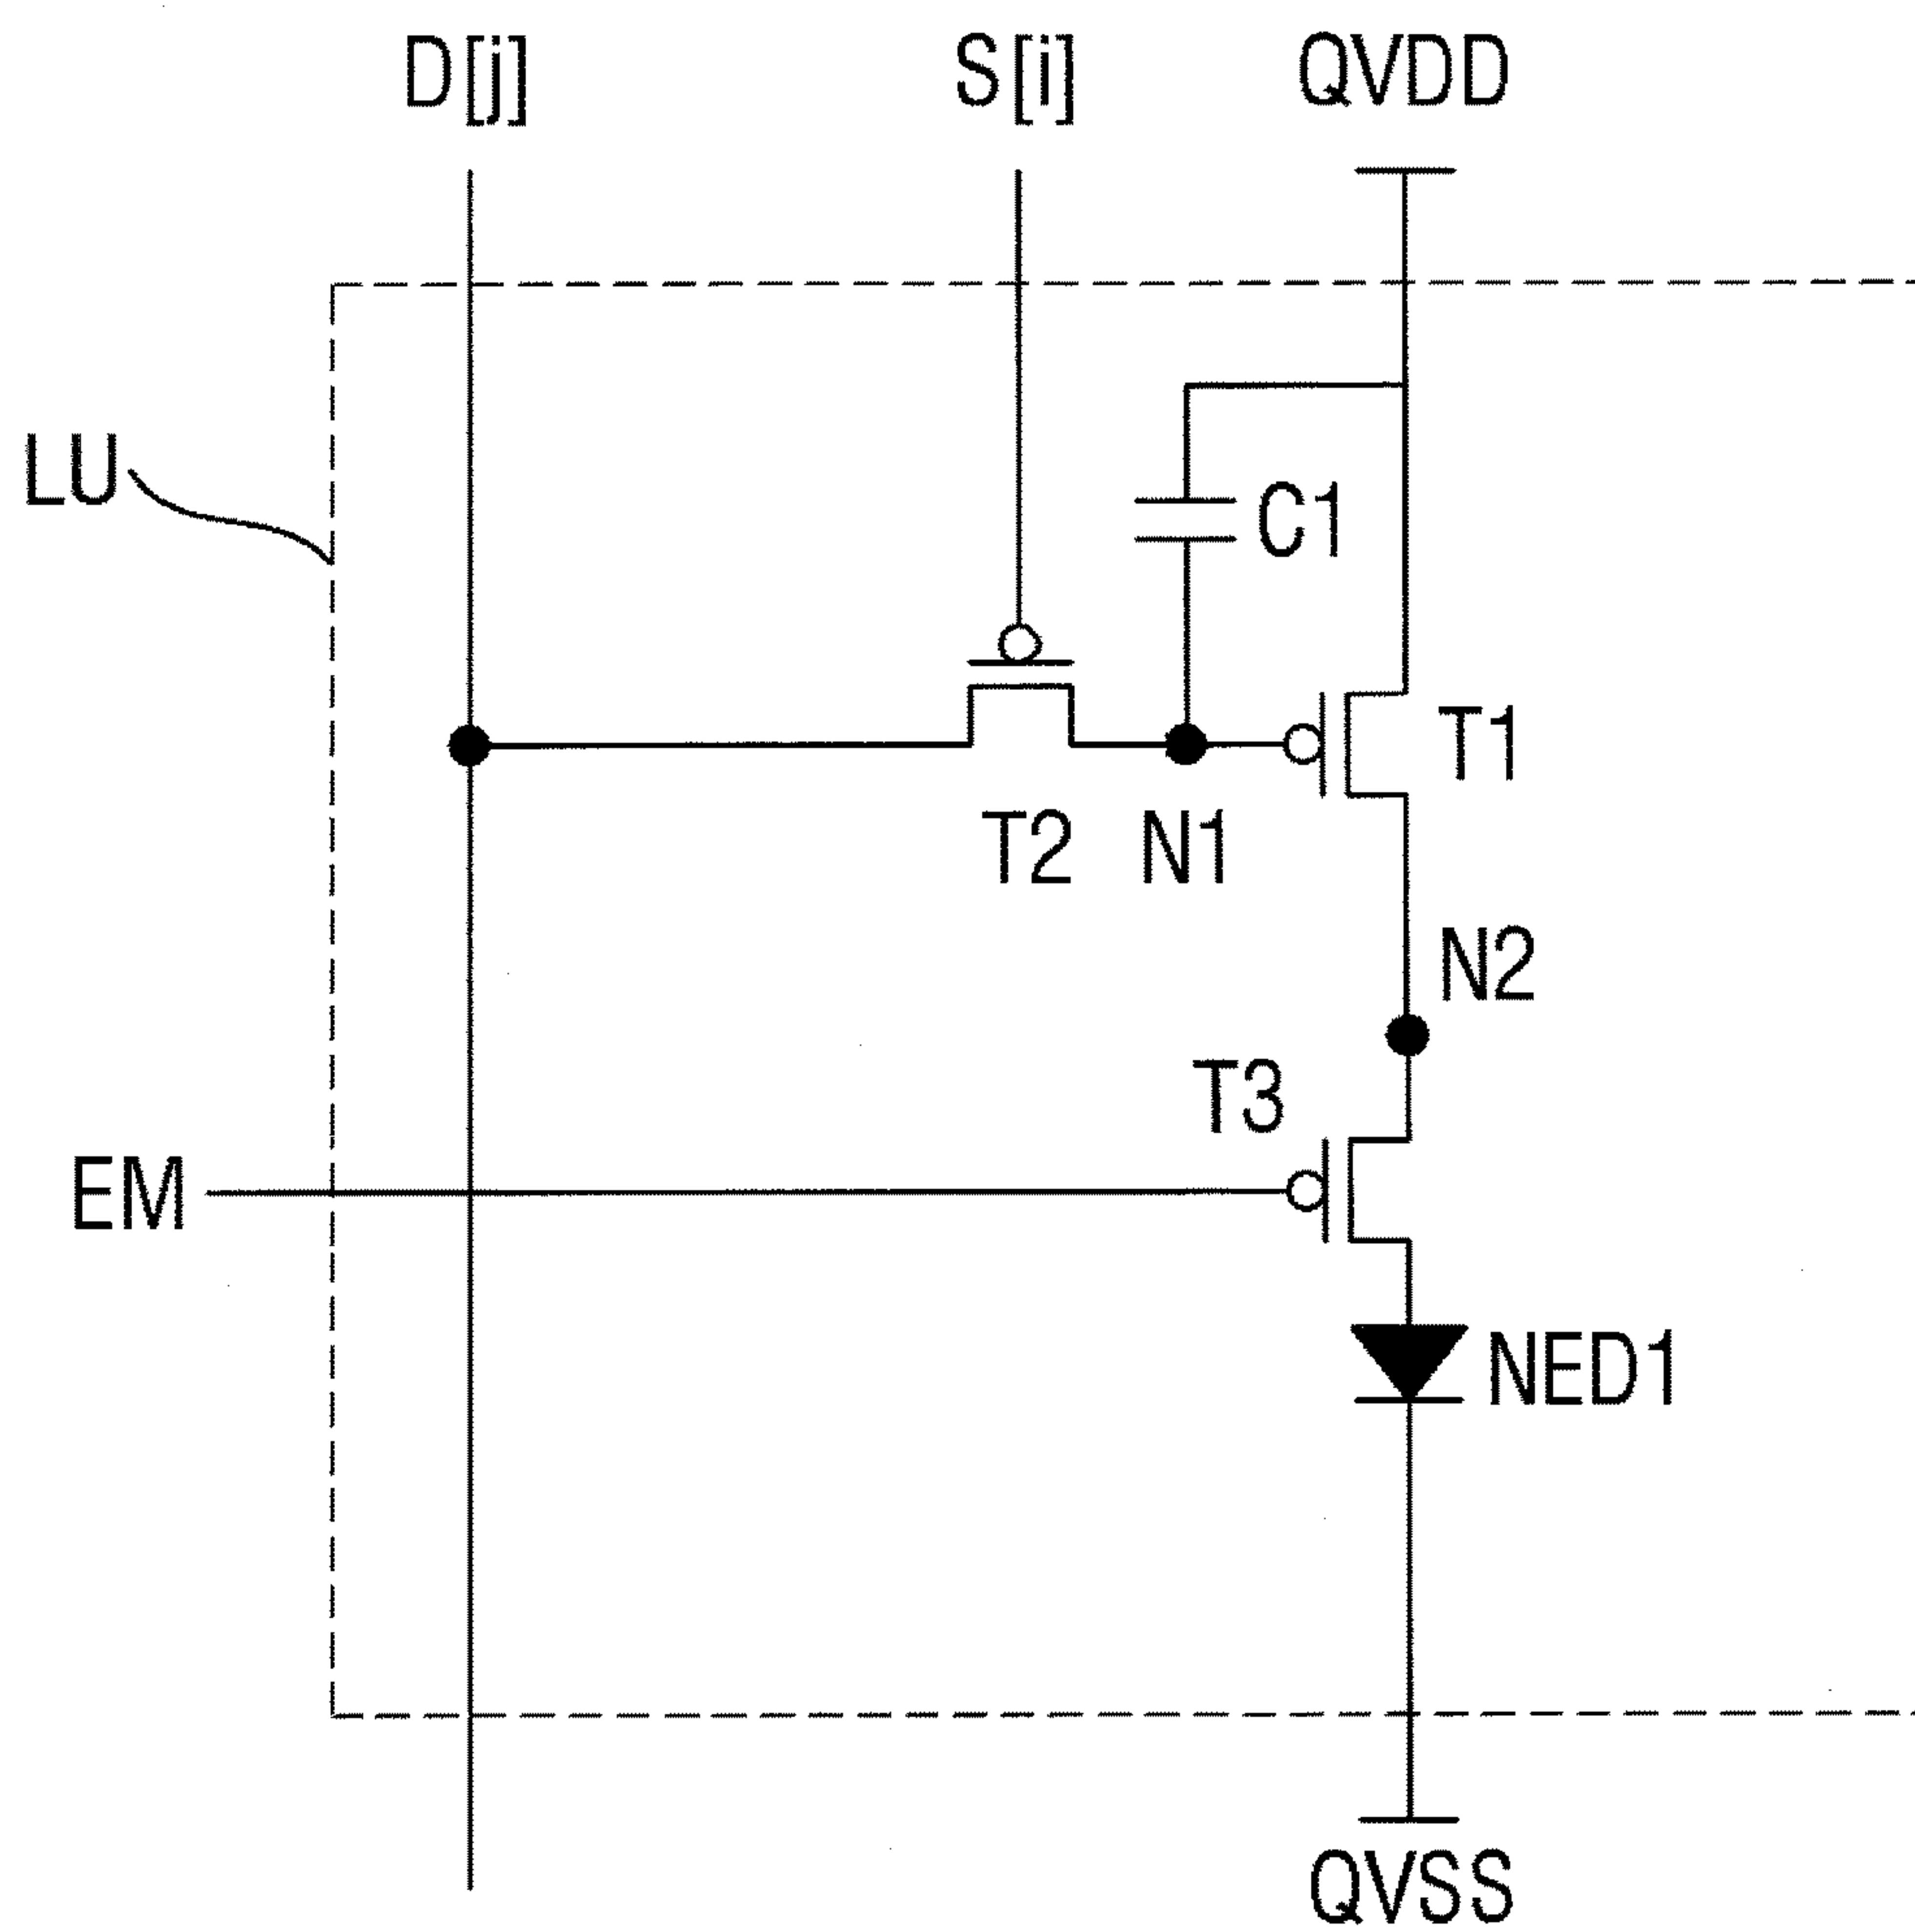 D[j]
S[i]
QVDD
LU
C1
T1
T2
N1
N2
T3
EM
NED1
QVSS